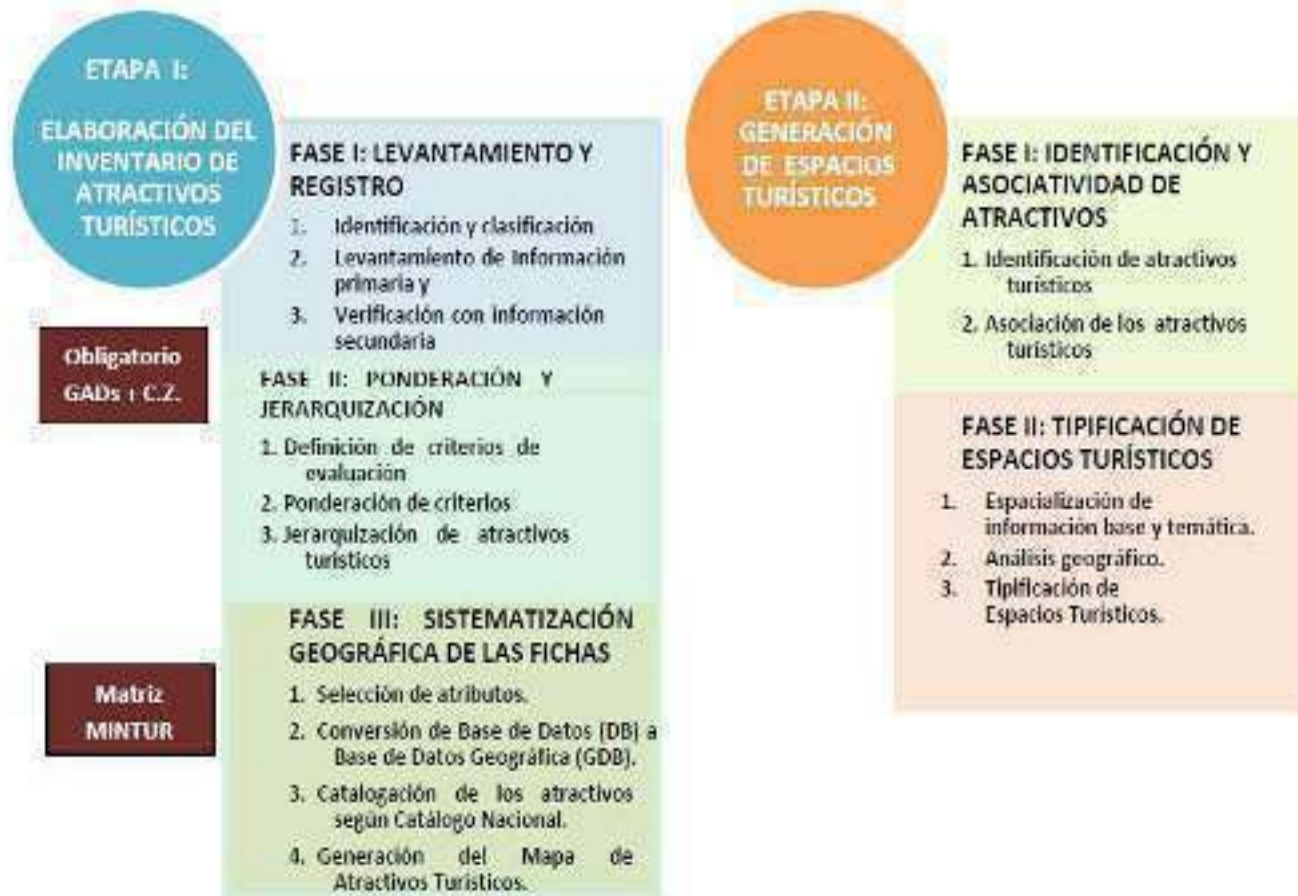 ETAPA I:
ELABORACIÓN DEL
INVENTARIO DE
ATRACTIVOS
TURÍSTICOS
Obligatorio
GADs + C.Z.
Matriz
MINTUR
FASE I: LEVANTAMIENTO Y
REGISTRO
1. Identificación y clasificación
2. Levantamiento de Información
primaria y
3. Verificación con información
secundaria
FASE II: PONDERACIÓN Y
JERARQUIZACIÓN
1. Definición de criterios de
evaluación
2. Ponderación de criterios
3. Jerarquización de atractivos
turísticos
FASE III: SISTEMATIZACIÓN
GEOGRÁFICA DE LAS FICHAS
1. Selección de atributos.
2. Conversión de Base de Datos (DB) a
Base de Datos Geográfica (GDB).
3. Catalogación de los atractivos
según Catálogo Nacional.
4. Generación del Mapa de
Atractivos Turísticos.
ETAPA II:
GENERACIÓN
DE ESPACIOS
TURÍSTICOS
FASE I: IDENTIFICACIÓN Y
ASOCIATIVIDAD DE
ATRACTIVOS
1. Identificación de atractivos
turísticos
2. Asociación de los atractivos
turísticos
FASE II: TIPIFICACIÓN DE
ESPACIOS TURÍSTICOS
1. Espacialización de
información base y temática.
2. Análisis geográfico.
3. Tipificación de
Espacios Turísticos.